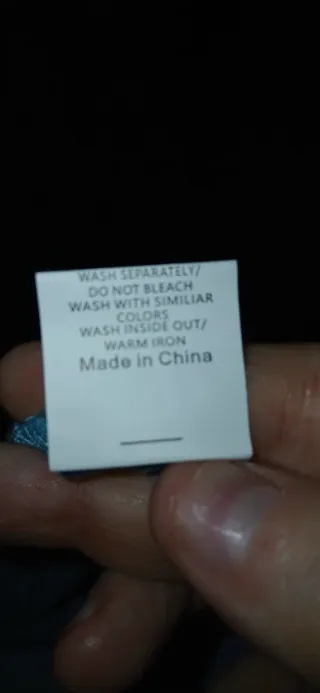 WASH SEPARATELY/
DO NOT BLEACH
WASH WITH SIMILIAR
COLORS
WASH INSIDE OUT/
WARM IRON
Made in China